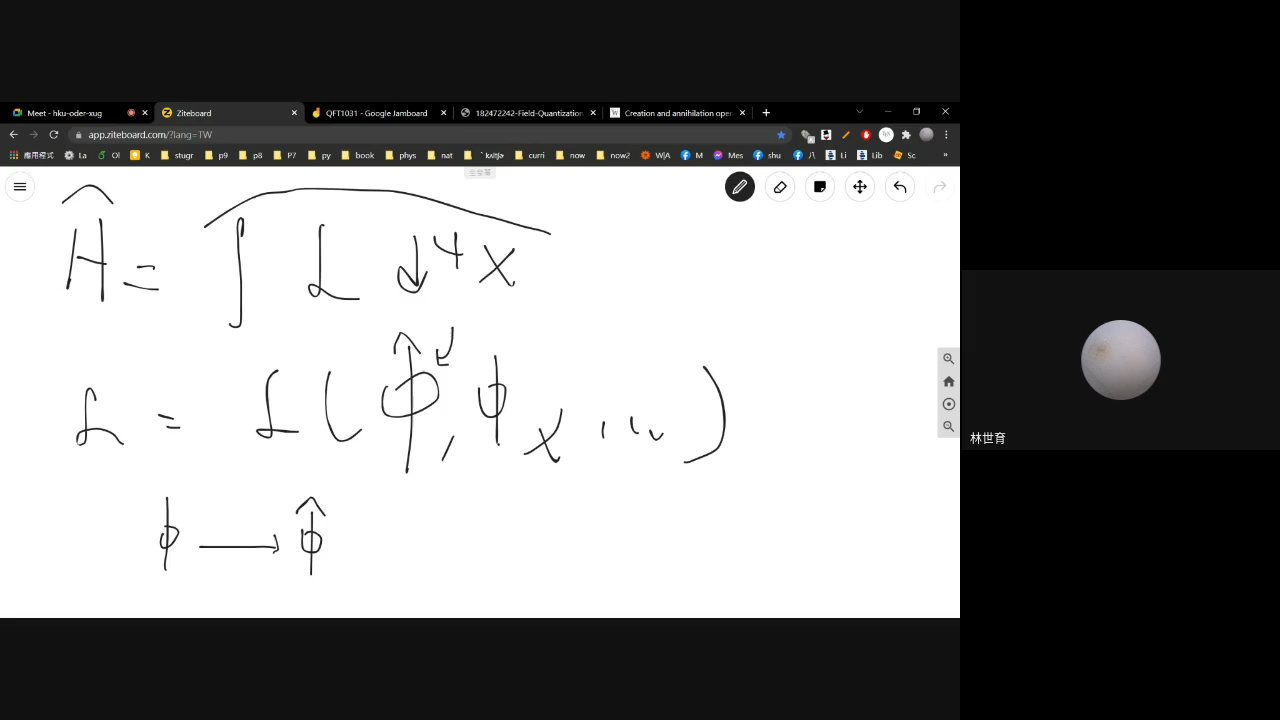 Meet - hku-oder-xug
Ziteboard
QFT1031 - Google Jamboard
182472242-Field-Quantization
Creation and annihilation oper
app.ziteboard.com/?lang=TW
應用程式 La Ol K stugr p9 p8 P7 py book phys nat curri now now2 W|A M Mes shu 八 Li Lib Sc »
Ĥ = ∫ ℒ d⁴x
ℒ = ℒ(ϕ̂, ϕₓ, ...)
ϕ → ϕ̂
林世育